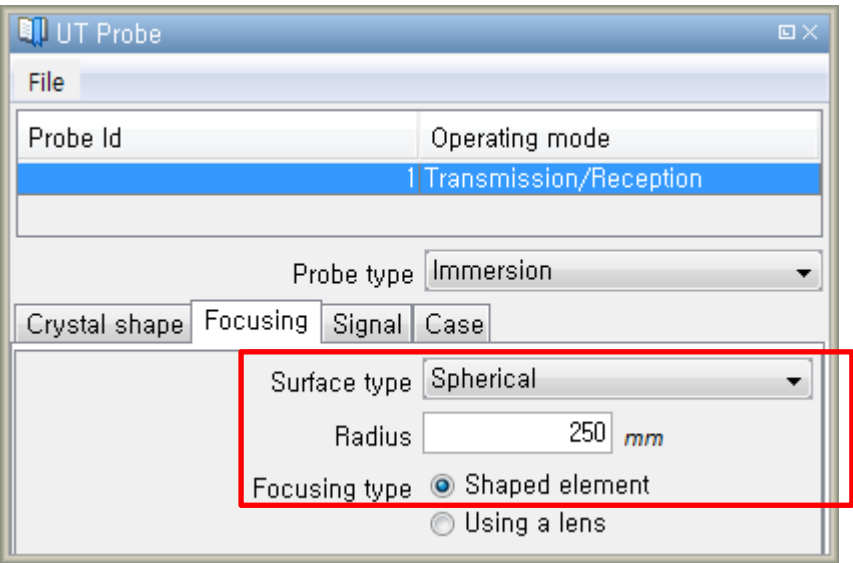 UT Probe
File
Probe Id Operating mode
1 Transmission/Reception
Probe type Immersion
Crystal shape Focusing Signal Case
Surface type Spherical
Radius 250 mm
Focusing type Shaped element
Using a lens